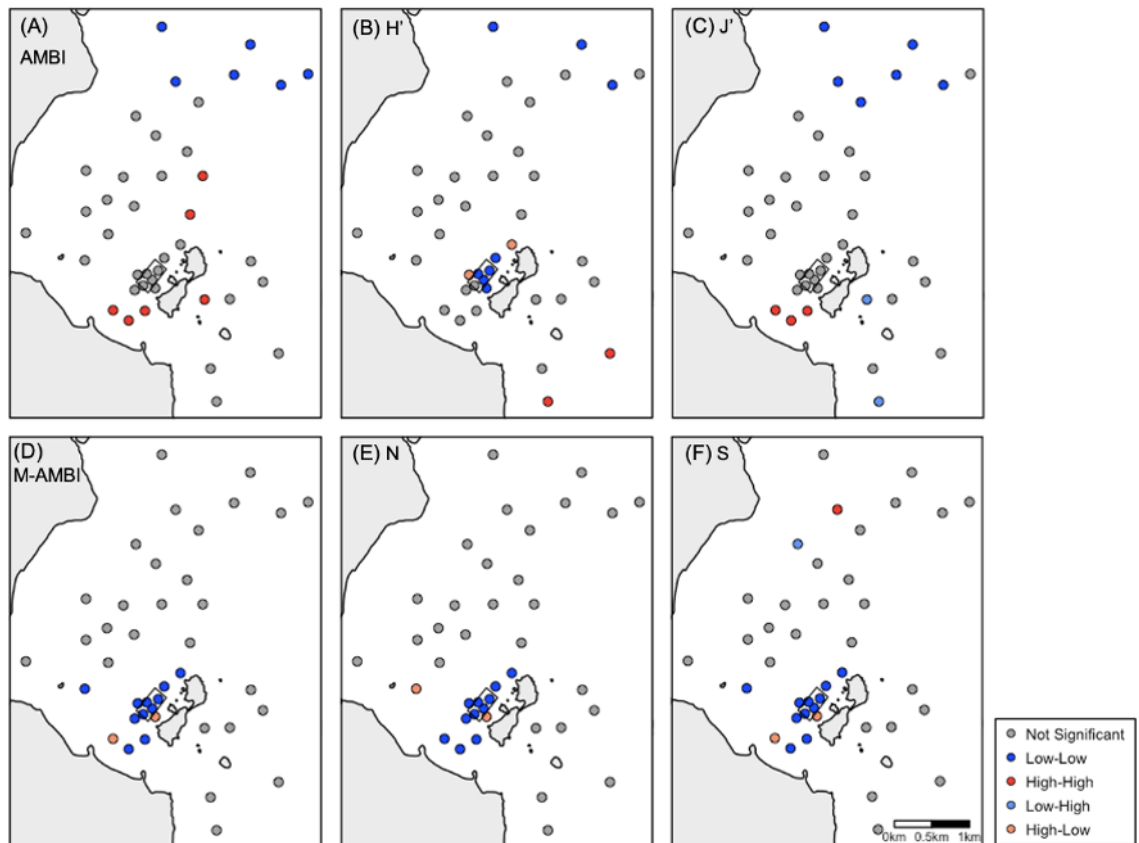 (A)
AMBI
(B) H'
(C) J'
(D)
M-AMBI
(E) N
(F) S
Not Significant
Low-Low
High-High
Low-High
High-Low
0km 0.5km 1km